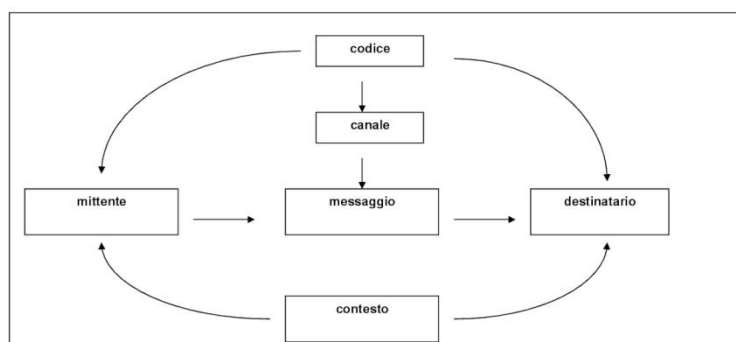 codice
canale
mittente
messaggio
destinatario
contesto